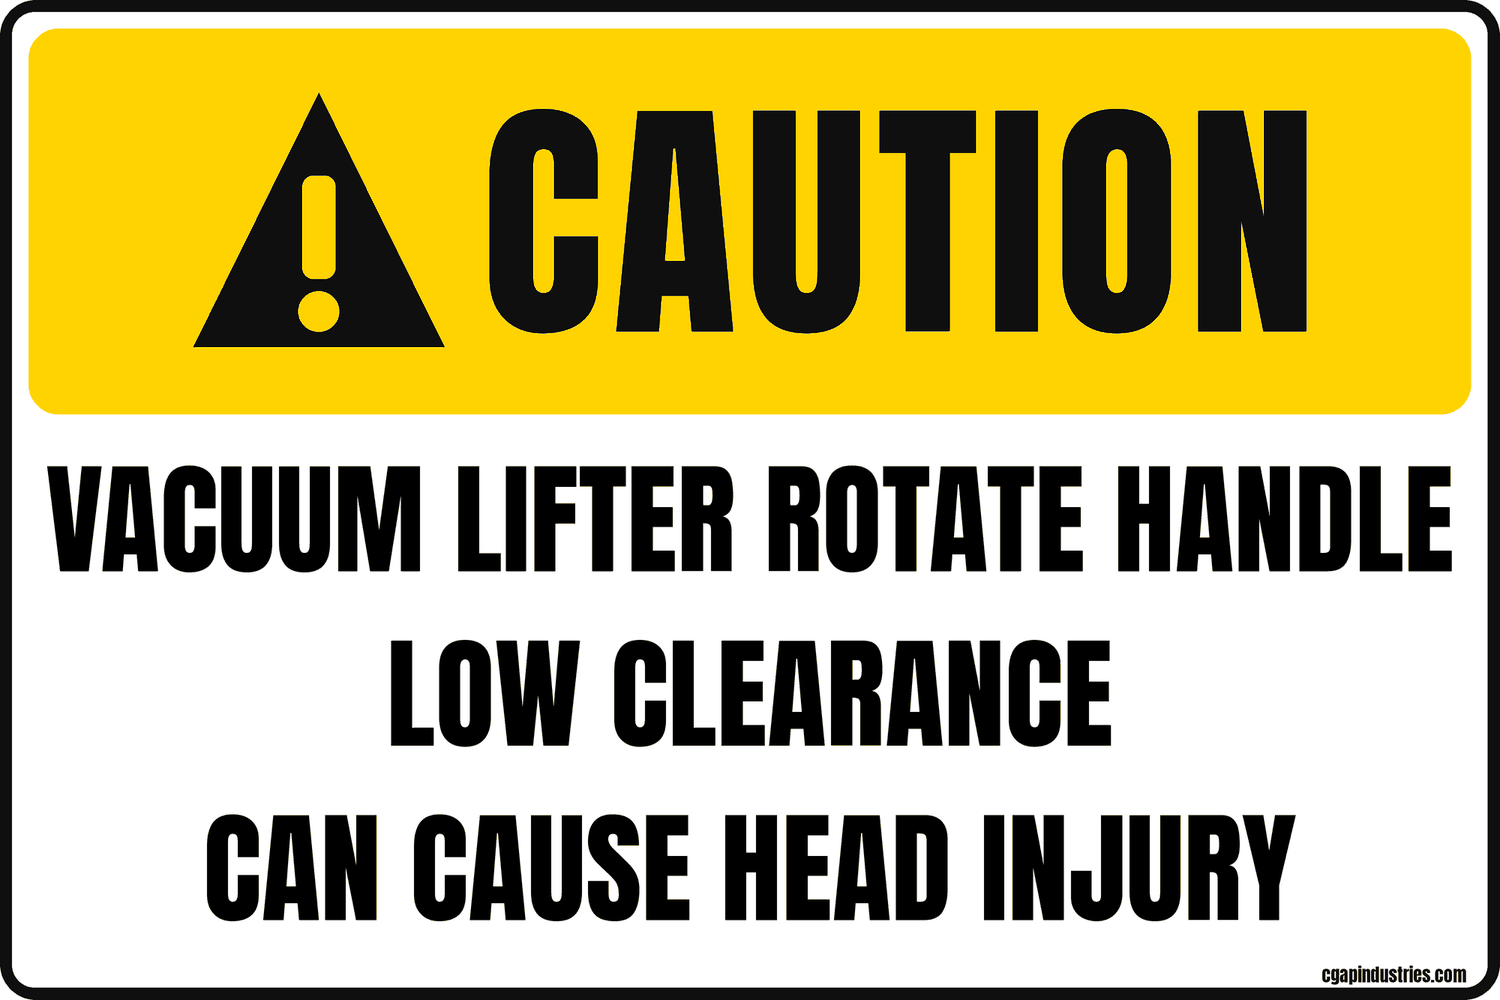 CAUTION
VACUUM LIFTER ROTATE HANDLE
LOW CLEARANCE
CAN CAUSE HEAD INJURY
cgapindustries.com